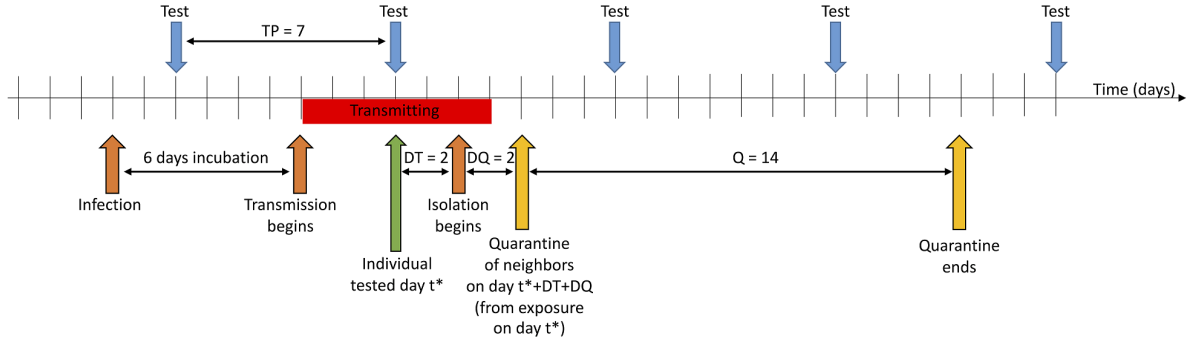 Test
Test
Test
Test
Test
TP = 7
Time (days)
Transmitting
6 days incubation
DT = 2
DQ = 2
Q = 14
Infection
Transmission
begins
Isolation
begins
Individual
tested day t*
Quarantine
of neighbors
on day t*+DT+DQ
(from exposure
on day t*)
Quarantine
ends